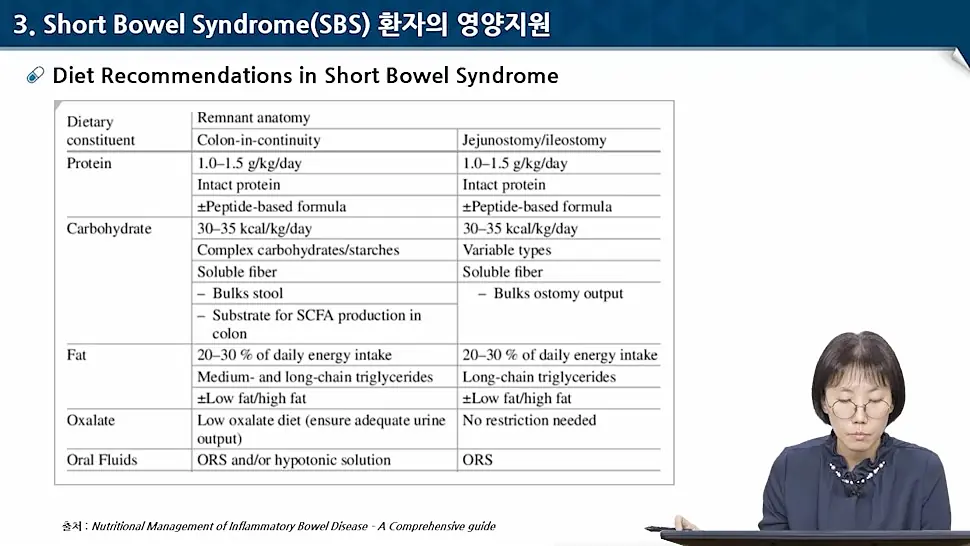 3. Short Bowel Syndrome(SBS) 환자의 영양지원
Diet Recommendations in Short Bowel Syndrome
Dietary constituent
Remnant anatomy
Colon-in-continuity
Jejunostomy/ileostomy
Protein
1.0–1.5 g/kg/day
1.0–1.5 g/kg/day
Intact protein
Intact protein
±Peptide-based formula
±Peptide-based formula
Carbohydrate
30–35 kcal/kg/day
30–35 kcal/kg/day
Complex carbohydrates/starches
Variable types
Soluble fiber
Soluble fiber
– Bulks stool
– Bulks ostomy output
– Substrate for SCFA production in
colon
Fat
20–30 % of daily energy intake
20–30 % of daily energy intake
Medium- and long-chain triglycerides
Long-chain triglycerides
±Low fat/high fat
±Low fat/high fat
Oxalate
Low oxalate diet (ensure adequate urine
output)
No restriction needed
Oral Fluids
ORS and/or hypotonic solution
ORS
출처 : Nutritional Management of Inflammatory Bowel Disease - A Comprehensive guide